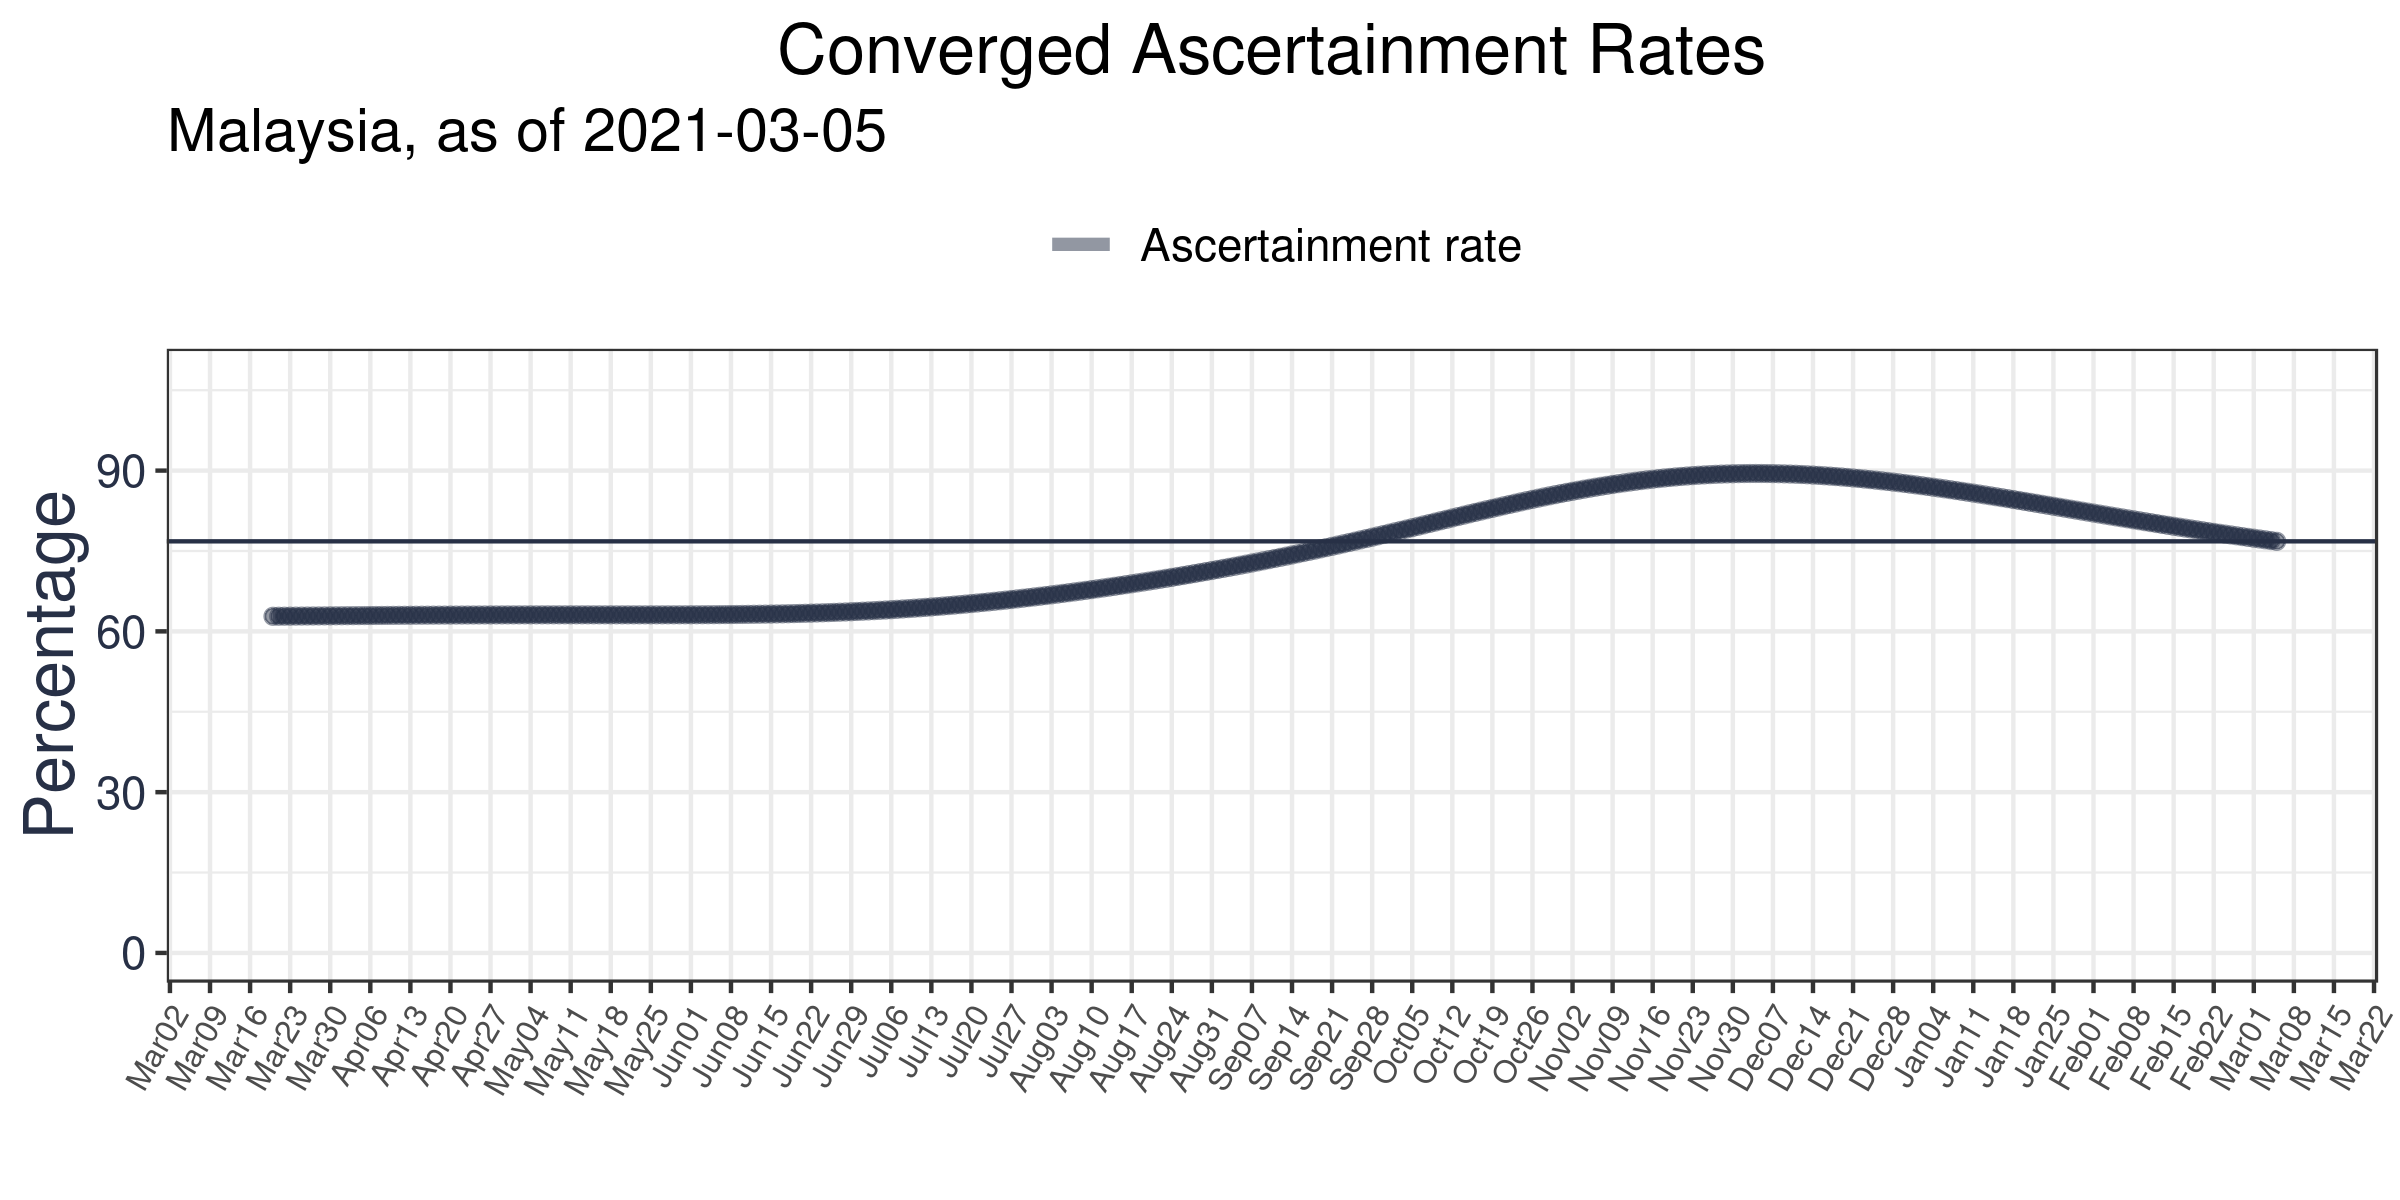 Converged Ascertainment Rates
Malaysia, as of 2021-03-05
Ascertainment rate
Percentage
90
60
30
0
Mar02
Mar09
Mar16
Mar23
Mar30
Apr06
Apr13
Apr20
Apr27
May04
May11
May18
May25
Jun01
Jun08
Jun15
Jun22
Jun29
Jul06
Jul13
Jul20
Jul27
Aug03
Aug10
Aug17
Aug24
Aug31
Sep07
Sep14
Sep21
Sep28
Oct05
Oct12
Oct19
Oct26
Nov02
Nov09
Nov16
Nov23
Nov30
Dec07
Dec14
Dec21
Dec28
Jan04
Jan11
Jan18
Jan25
Feb01
Feb08
Feb15
Feb22
Mar01
Mar08
Mar15
Mar22